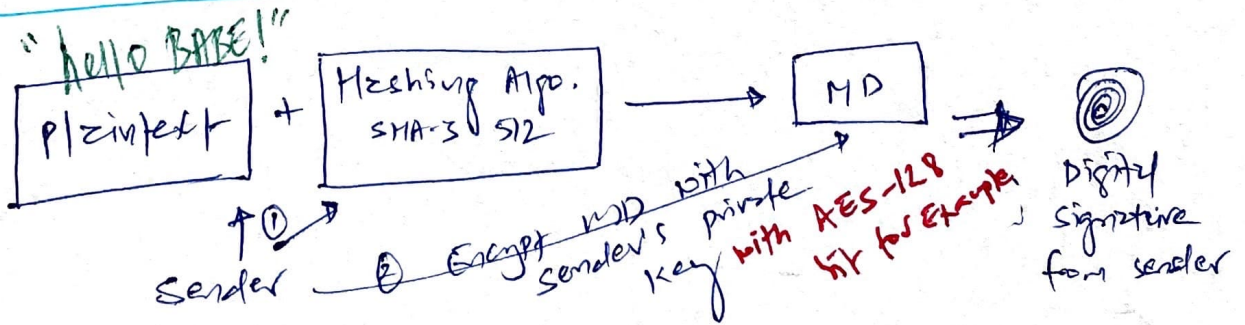 "hello BABE!"
Plaintext
+
Hashing Algo.
SHA-3 512
MD
① 
Sender
② Encrypt MD with
sender's private
key with AES-128
bit for Example
Digital
signature
from sender